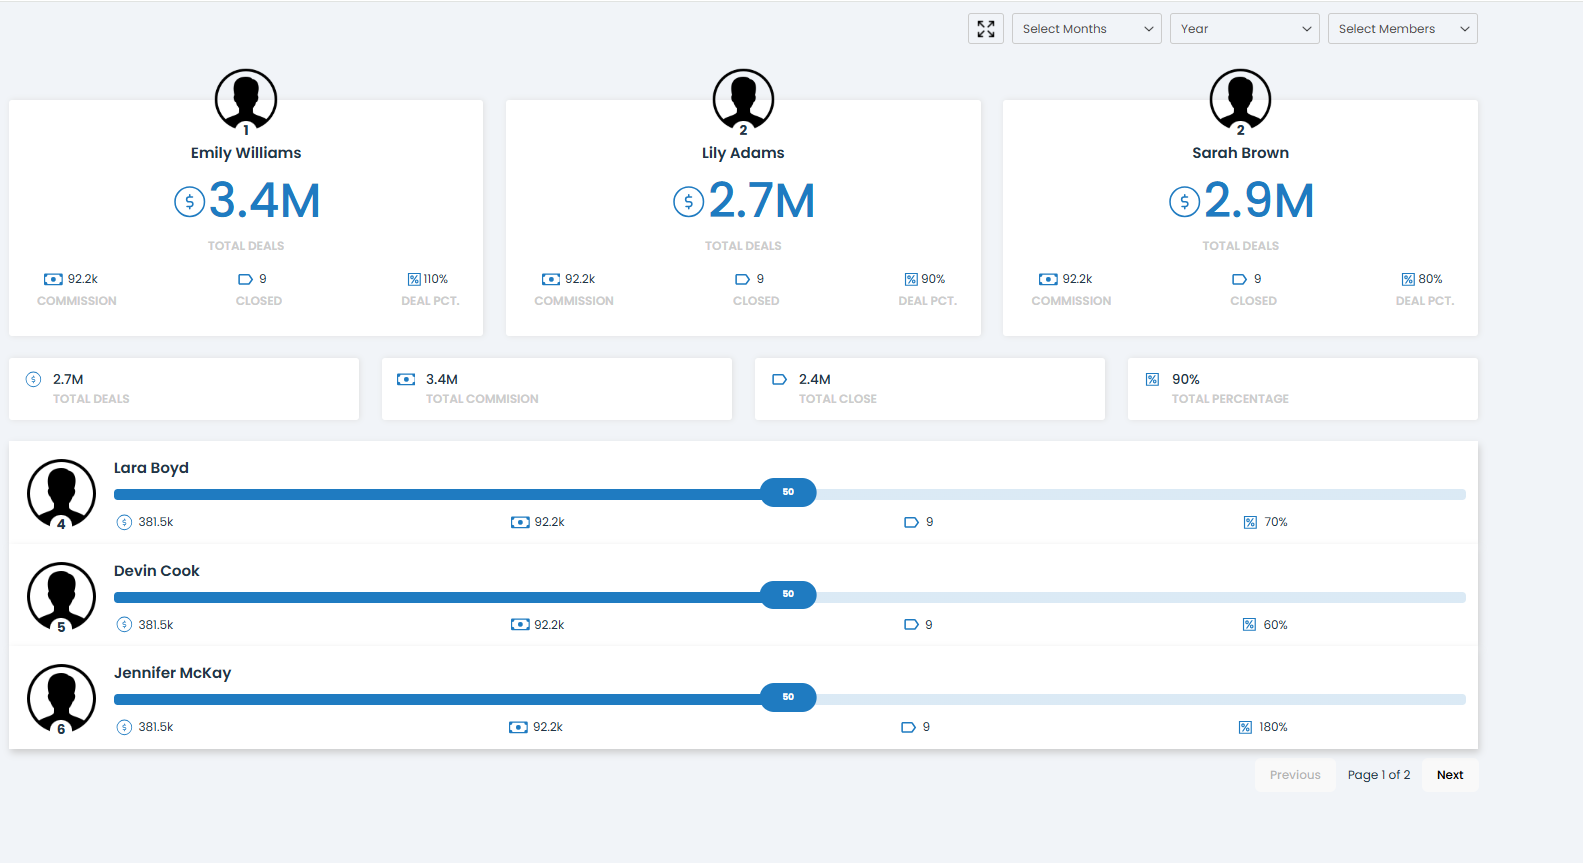 Select Months Year Select Members
1 2 2
Emily Williams Lily Adams Sarah Brown
$ 3.4M $ 2.7M $ 2.9M
TOTAL DEALS TOTAL DEALS TOTAL DEALS
92.2k 9 % 110% 92.2k 9 % 90% 92.2k 9 % 80%
COMMISSION CLOSED DEAL PCT. COMMISSION CLOSED DEAL PCT. COMMISSION CLOSED DEAL PCT.
$ 2.7M 3.4M 2.4M % 90%
TOTAL DEALS TOTAL COMMISION TOTAL CLOSE TOTAL PERCENTAGE
Lara Boyd
50
4
$ 381.5k 92.2k 9 % 70%
Devin Cook
50
5
$ 381.5k 92.2k 9 % 60%
Jennifer McKay
50
6
$ 381.5k 92.2k 9 % 180%
Previous Page 1 of 2 Next